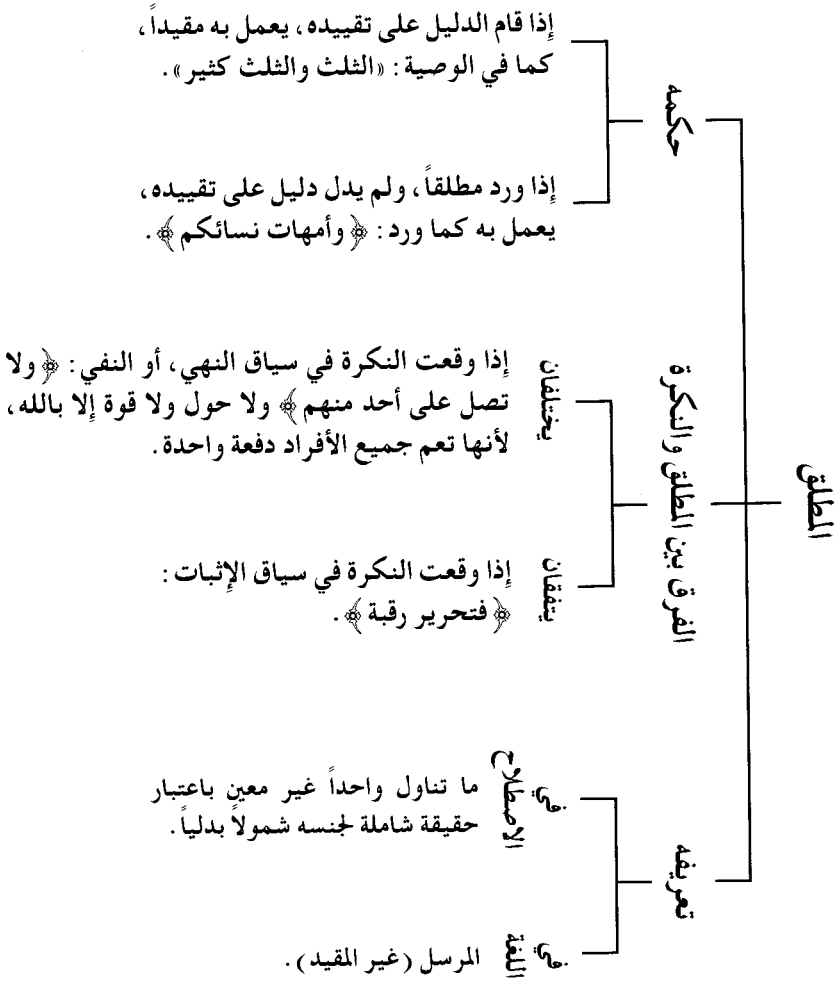 المطلق
حكمه
إذا قام الدليل على تقييده، يعمل به مقيداً،
كما في الوصية: «الثلث والثلث كثير».
إذا ورد مطلقاً، ولم يدل دليل على تقييده،
يعمل به كما ورد: ﴿وأمهات نسائكم﴾.
الفرق بين المطلق والنكرة
يختلفان
إذا وقعت النكرة في سياق النهي، أو النفي: ﴿ولا
تصل على أحد منهم﴾ ولا حول ولا قوة إلا بالله،
لأنها تعم جميع الأفراد دفعة واحدة.
يتفقان
إذا وقعت النكرة في سياق الإثبات:
﴿فتحرير رقبة﴾.
تعريفه
في
الاصطلاح
ما تناول واحداً غير معين باعتبار
حقيقة شاملة لجنسه شمولاً بدلياً.
في
اللغة
المرسل (غير المقيد).